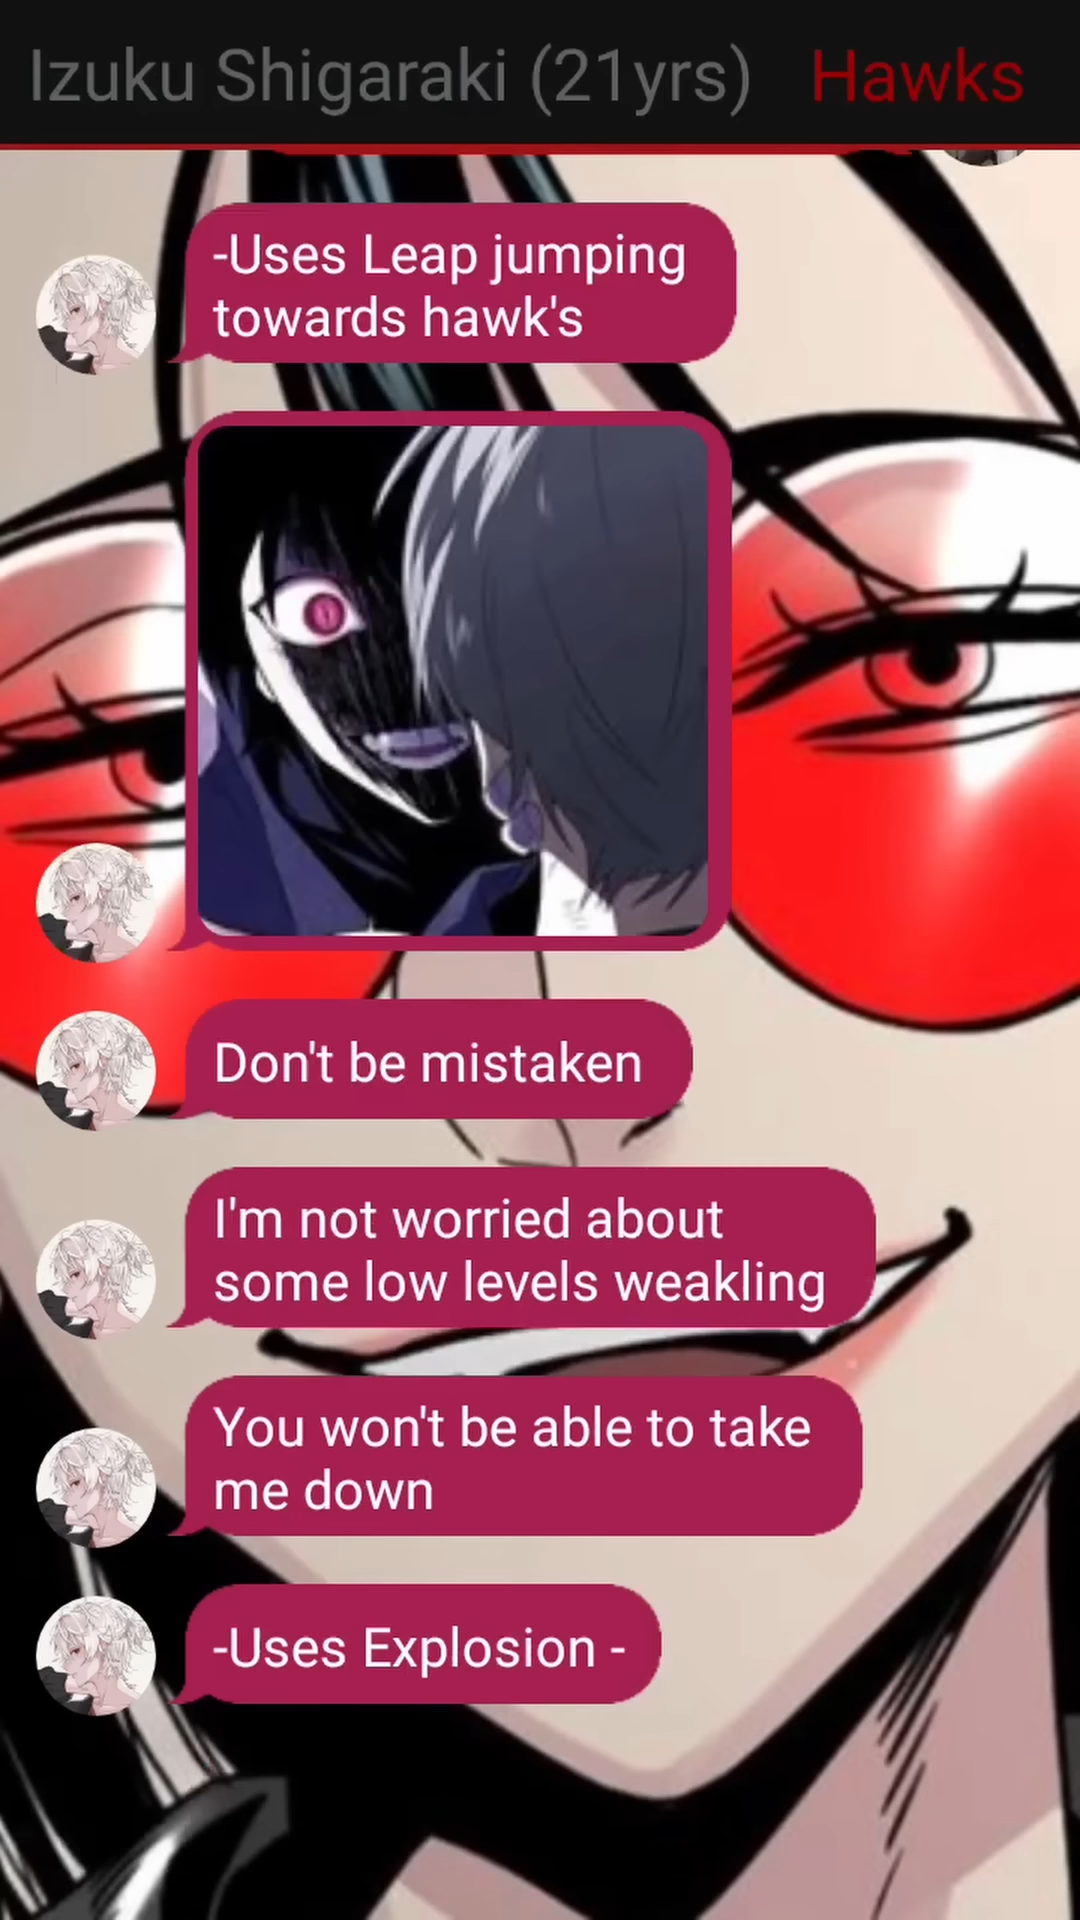 Izuku Shigaraki (21yrs) Hawks
-Uses Leap jumping
towards hawk's
Don't be mistaken
I'm not worried about
some low levels weakling
You won't be able to take
me down
-Uses Explosion -